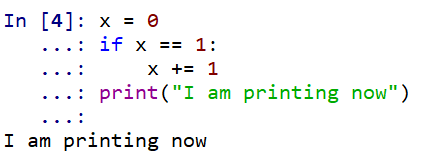 In [4]: x = 0
   ...: if x == 1:
   ...:     x += 1
   ...: print("I am printing now")
   ...:
I am printing now